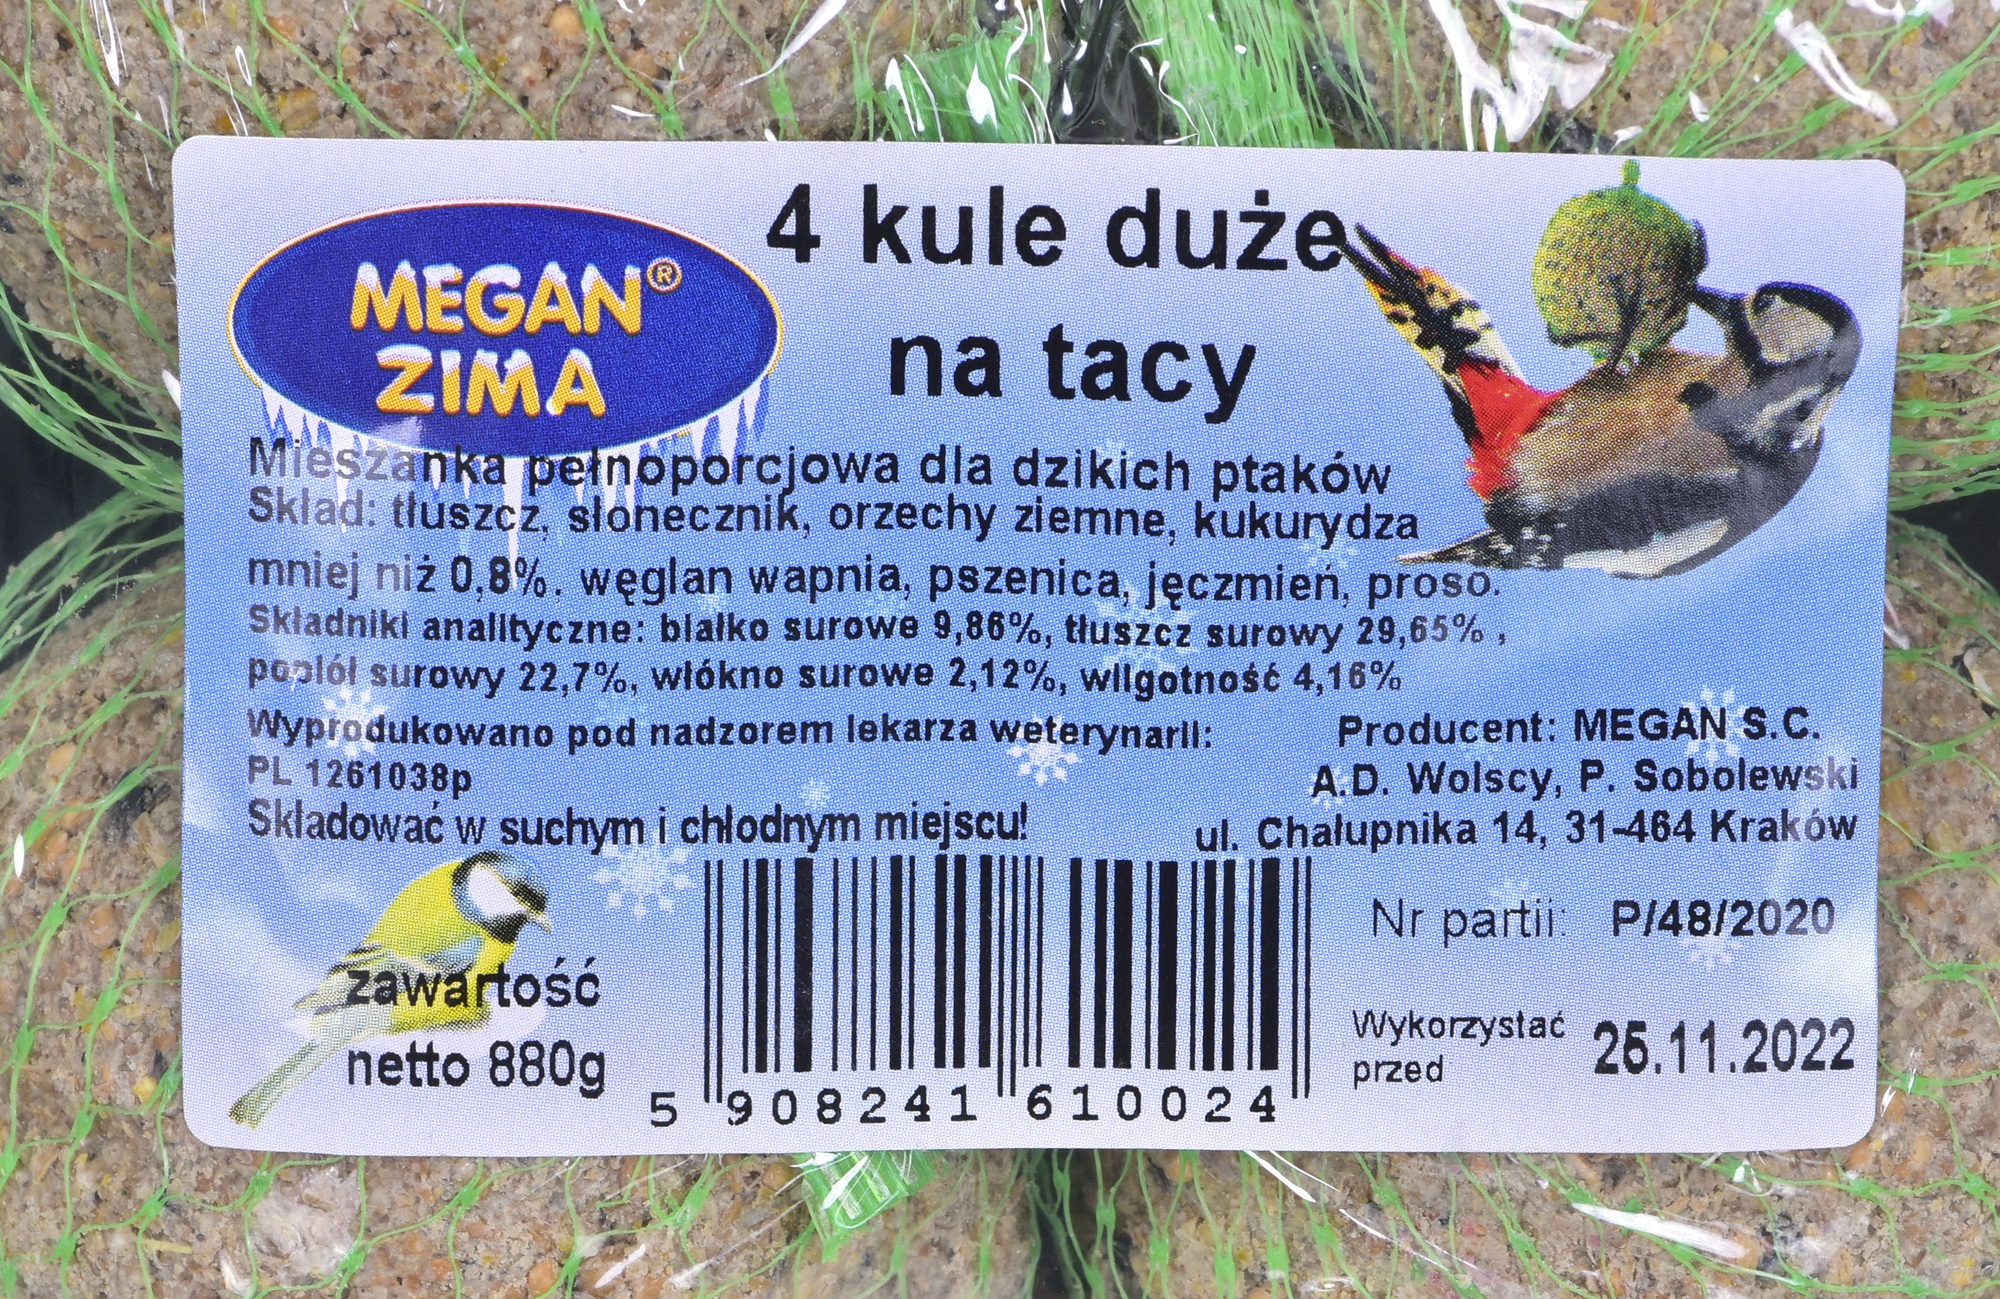 4 kule duże
na tacy
MEGAN®
ZIMA
Mieszanka pełnoporcjowa dla dzikich ptaków
Skład: tłuszcz, słonecznik, orzechy ziemne, kukurydza
mniej niż 0,8%. węglan wapnia, pszenica, jęczmień, proso.
Składniki analityczne: białko surowe 9,86%, tłuszcz surowy 29,65% ,
popiół surowy 22,7%, włókno surowe 2,12%, wilgotność 4,16%
Wyprodukowano pod nadzorem lekarza weterynarii:
PL 1261038p
Składować w suchym i chłodnym miejscu!
Producent: MEGAN S.C.
A.D. Wolscy, P. Sobolewski
ul. Chałupnika 14, 31-464 Kraków
zawartość
netto 880g
5 908241 610024
Nr partii: P/48/2020
Wykorzystać
przed
25.11.2022